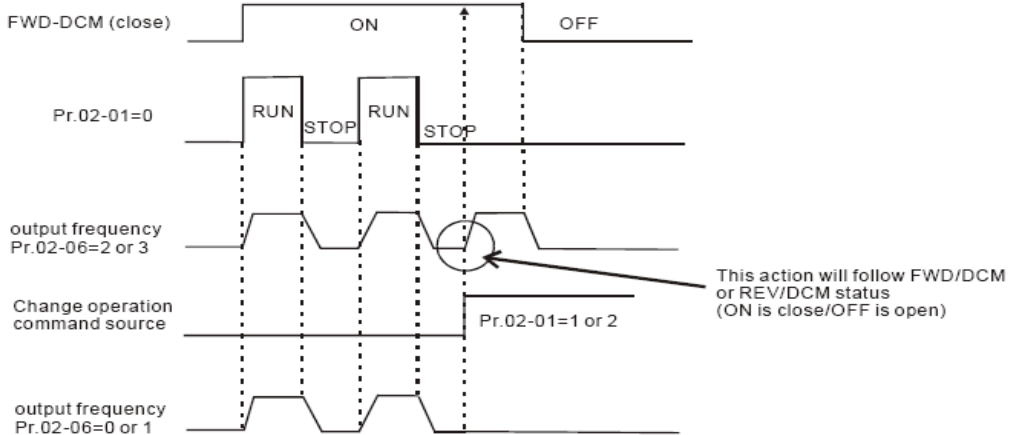 FWD-DCM (close)
ON
OFF
Pr.02-01=0
RUN
STOP
RUN
STOP
output frequency
Pr.02-06=2 or 3
This action will follow FWD/DCM
or REV/DCM status
(ON is close/OFF is open)
Change operation
command source
Pr.02-01=1 or 2
output frequency
Pr.02-06=0 or 1